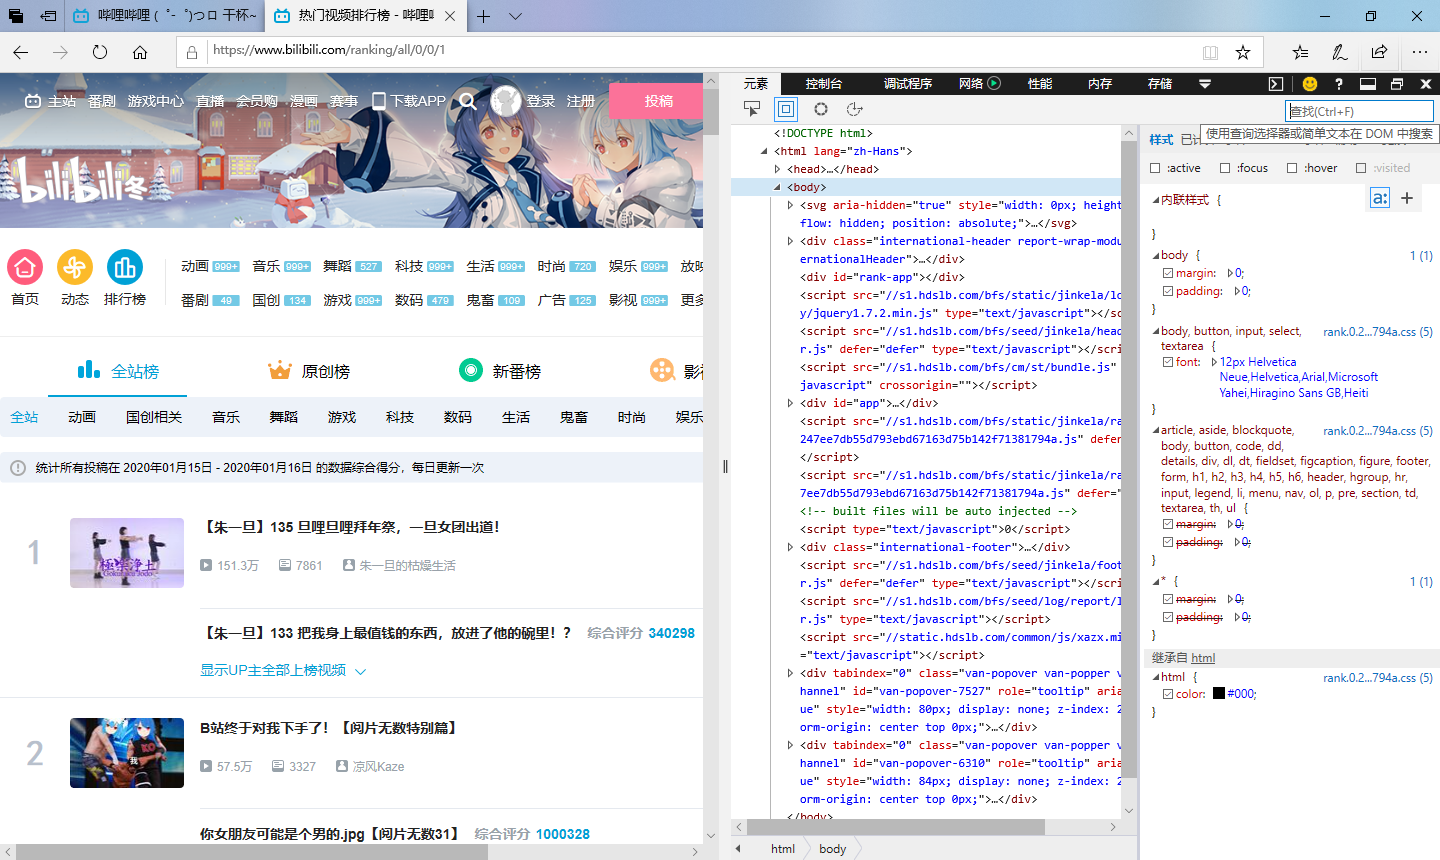 哔哩哔哩 ( ゜- ゜)つロ 干杯~
热门视频排行榜 - 哔哩哔
https://www.bilibili.com/ranking/all/0/0/1
主站 番剧 游戏中心 直播 会员购 漫画 赛事 下载APP 登录 注册 投稿
bilibili冬
首页 动态 排行榜
动画 999+ 音乐 999+ 舞蹈 527 科技 999+ 生活 999+ 时尚 720 娱乐 999+ 放映
番剧 49 国创 134 游戏 999+ 数码 479 鬼畜 109 广告 125 影视 999+ 更多
全站榜 原创榜 新番榜 影视
全站 动画 国创相关 音乐 舞蹈 游戏 科技 数码 生活 鬼畜 时尚 娱乐
统计所有投稿在 2020年01月15日 - 2020年01月16日 的数据综合得分，每日更新一次
1
極樂浄土
Gokuraku Jodo
【朱一旦】135 旦哩旦哩拜年祭，一旦女团出道！
151.3万 7861 朱一旦的枯燥生活
【朱一旦】133 把我身上最值钱的东西，放进了他的碗里！？ 综合评分 340298
显示UP主全部上榜视频
2
我
B站终于对我下手了！【阅片无数特别篇】
57.5万 3327 凉风Kaze
你女朋友可能是个男的.jpg【阅片无数31】 综合评分 1000328
元素 控制台 调试程序 网络 性能 内存 存储
查找(Ctrl+F)
使用查询选择器或简单文本在 DOM 中搜索
<!DOCTYPE html>
<html lang="zh-Hans">
<head>…</head>
<body>
<svg aria-hidden="true" style="width: 0px; height
flow: hidden; position: absolute;">…</svg>
<div class="international-header report-wrap-modu
ernationalHeader">…</div>
<div id="rank-app"></div>
<script src="//s1.hdslb.com/bfs/static/jinkela/lo
y/jquery1.7.2.min.js" type="text/javascript"></sc
<script src="//s1.hdslb.com/bfs/seed/jinkela/head
r.js" defer="defer" type="text/javascript"></scri
<script src="//s1.hdslb.com/bfs/cm/st/bundle.js"
javascript" crossorigin=""></script>
<div id="app">…</div>
<script src="//s1.hdslb.com/bfs/static/jinkela/ra
247ee7db55d793ebd67163d75b142f71381794a.js" defer
</script>
<script src="//s1.hdslb.com/bfs/static/jinkela/ra
7ee7db55d793ebd67163d75b142f71381794a.js" defer="
<!-- built files will be auto injected -->
<script type="text/javascript">0</script>
<div class="international-footer">…</div>
<script src="//s1.hdslb.com/bfs/seed/jinkela/foot
r.js" defer="defer" type="text/javascript"></scri
<script src="//s1.hdslb.com/bfs/seed/log/report/l
r.js" type="text/javascript"></script>
<script src="//static.hdslb.com/common/js/xazx.mi
="text/javascript"></script>
<div tabindex="0" class="van-popover van-popper v
hannel" id="van-popover-7527" role="tooltip" aria
ue" style="width: 80px; display: none; z-index: 2
orm-origin: center top 0px;">…</div>
<div tabindex="0" class="van-popover van-popper v
hannel" id="van-popover-6310" role="tooltip" aria
ue" style="width: 84px; display: none; z-index: 2
orm-origin: center top 0px;">…</div>
</body>
html body
样式 已计
:active :focus :hover :visited
内联样式 {
a:
}
body { 1 (1)
margin: 0;
padding: 0;
}
body, button, input, select, rank.0.2...794a.css (5)
textarea {
font: 12px Helvetica
Neue,Helvetica,Arial,Microsoft
Yahei,Hiragino Sans GB,Heiti
}
article, aside, blockquote, rank.0.2...794a.css (5)
body, button, code, dd,
details, div, dl, dt, fieldset, figcaption, figure, footer,
form, h1, h2, h3, h4, h5, h6, header, hgroup, hr,
input, legend, li, menu, nav, ol, p, pre, section, td,
textarea, th, ul {
margin: 0;
padding: 0;
}
* { 1 (1)
margin: 0;
padding: 0;
}
继承自 html
html { rank.0.2...794a.css (5)
color: #000;
}